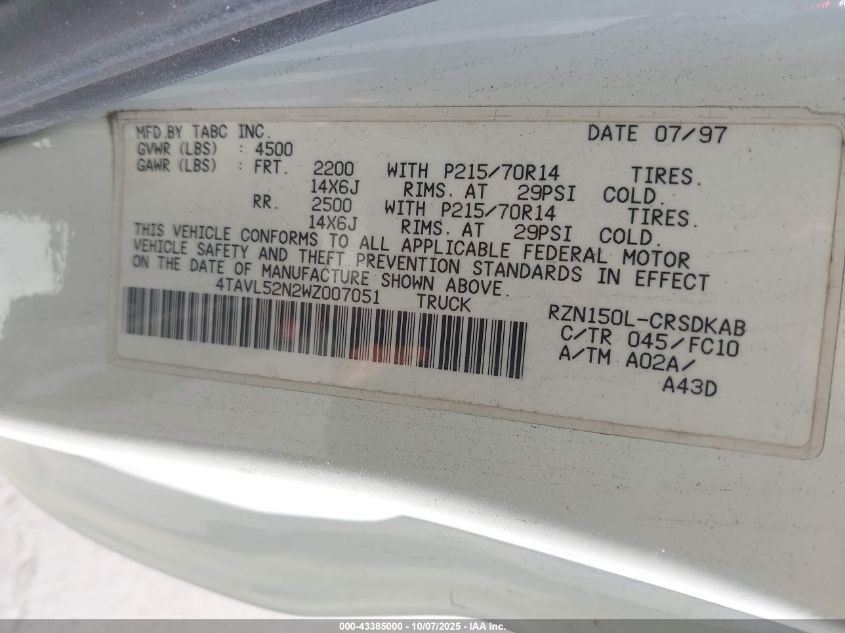 MFD.BY TABC INC. DATE 07/97
GVWR (LBS) : 4500
GAWR (LBS) : FRT. 2200 WITH P215/70R14 TIRES.
14X6J RIMS. AT 29PSI COLD.
RR. 2500 WITH P215/70R14 TIRES.
14X6J RIMS. AT 29PSI COLD.
THIS VEHICLE CONFORMS TO ALL APPLICABLE FEDERAL MOTOR
VEHICLE SAFETY AND THEFT PREVENTION STANDARDS IN EFFECT
ON THE DATE OF MANUFACTURE SHOWN ABOVE.
4TAVL52N2WZ007051 TRUCK
RZN150L-CRSDKAB
C/TR 045/FC10
A/TM A02A/
A43D
000-43385000 - 10/07/2025 - IAA Inc.